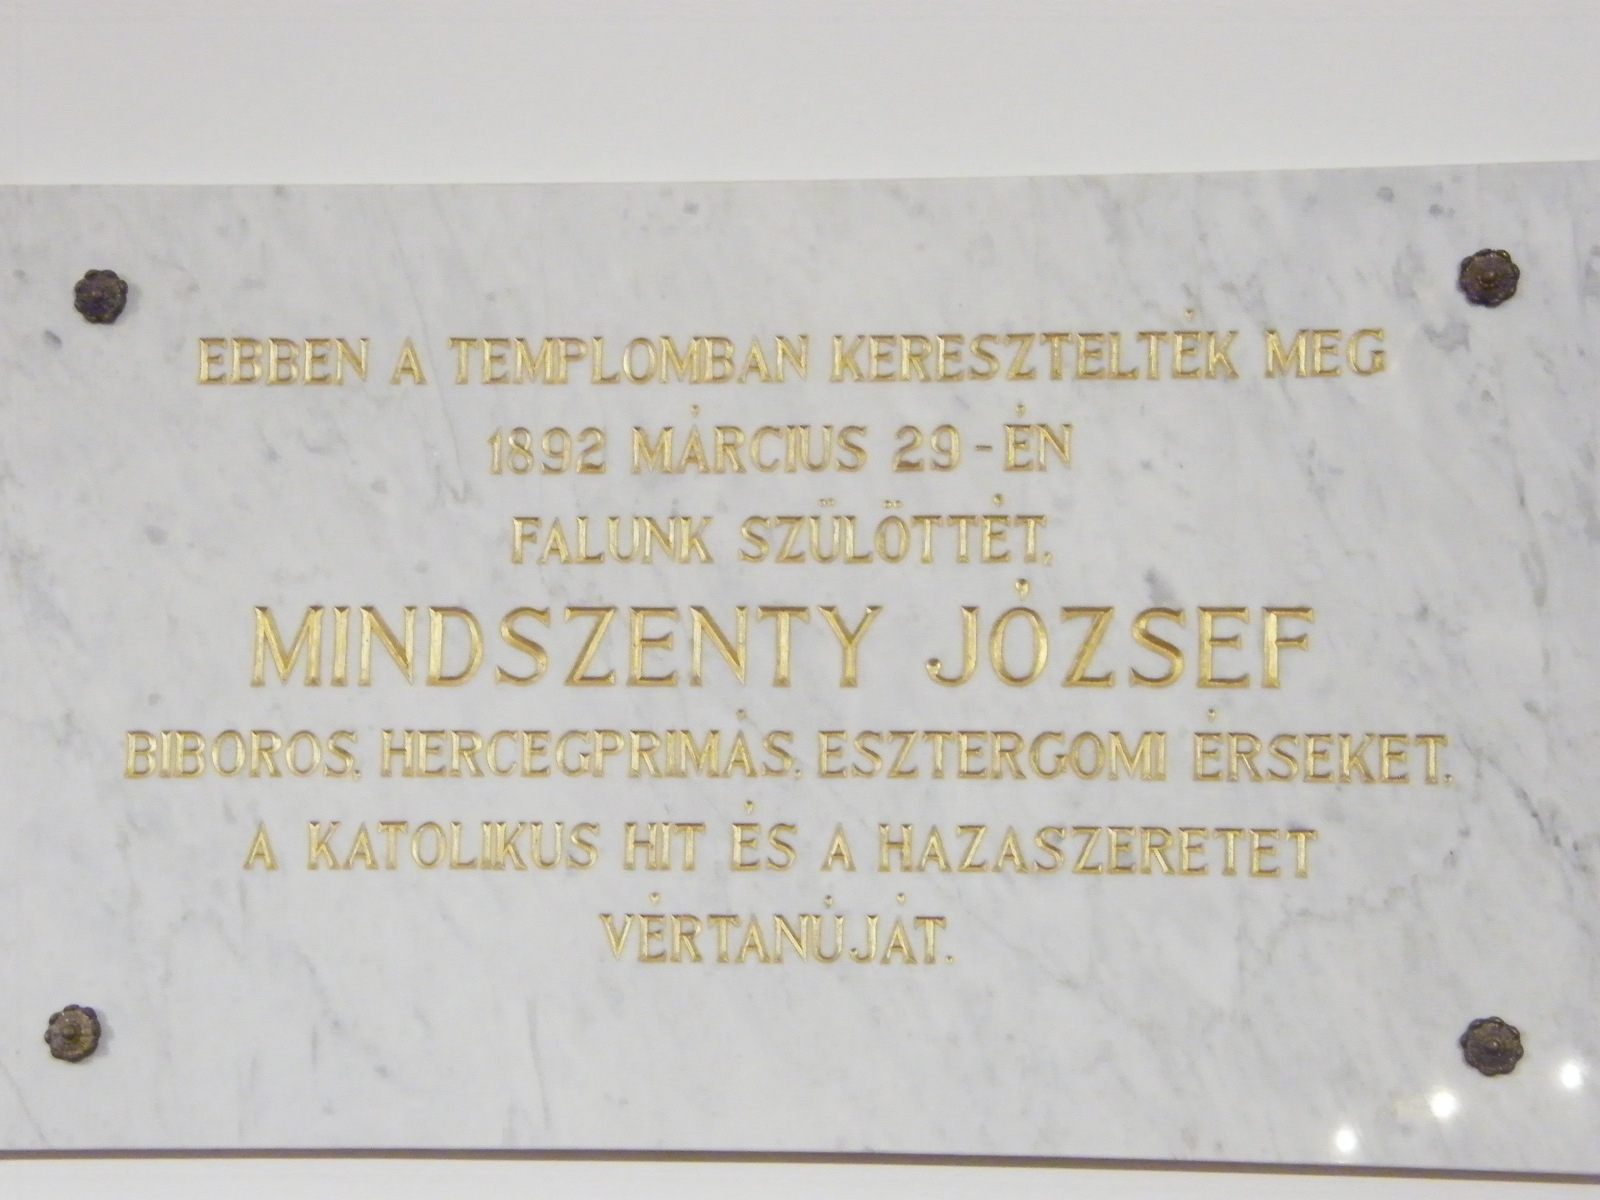 EBBEN A TEMPLOMBAN KERESZTELTÉK MEG
1892 MÁRCIUS 29-ÉN
FALUNK SZÜLÖTTÉT,
MINDSZENTY JÓZSEF
BIBOROS, HERCEGPRIMÁS, ESZTERGOMI ÉRSEKET,
A KATOLIKUS HIT ÉS A HAZASZERETET
VÉRTANÚJÁT.